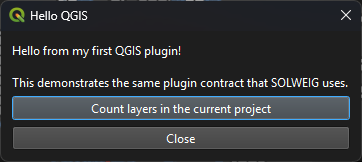 Hello QGIS
Hello from my first QGIS plugin!
This demonstrates the same plugin contract that SOLWEIG uses.
Count layers in the current project
Close